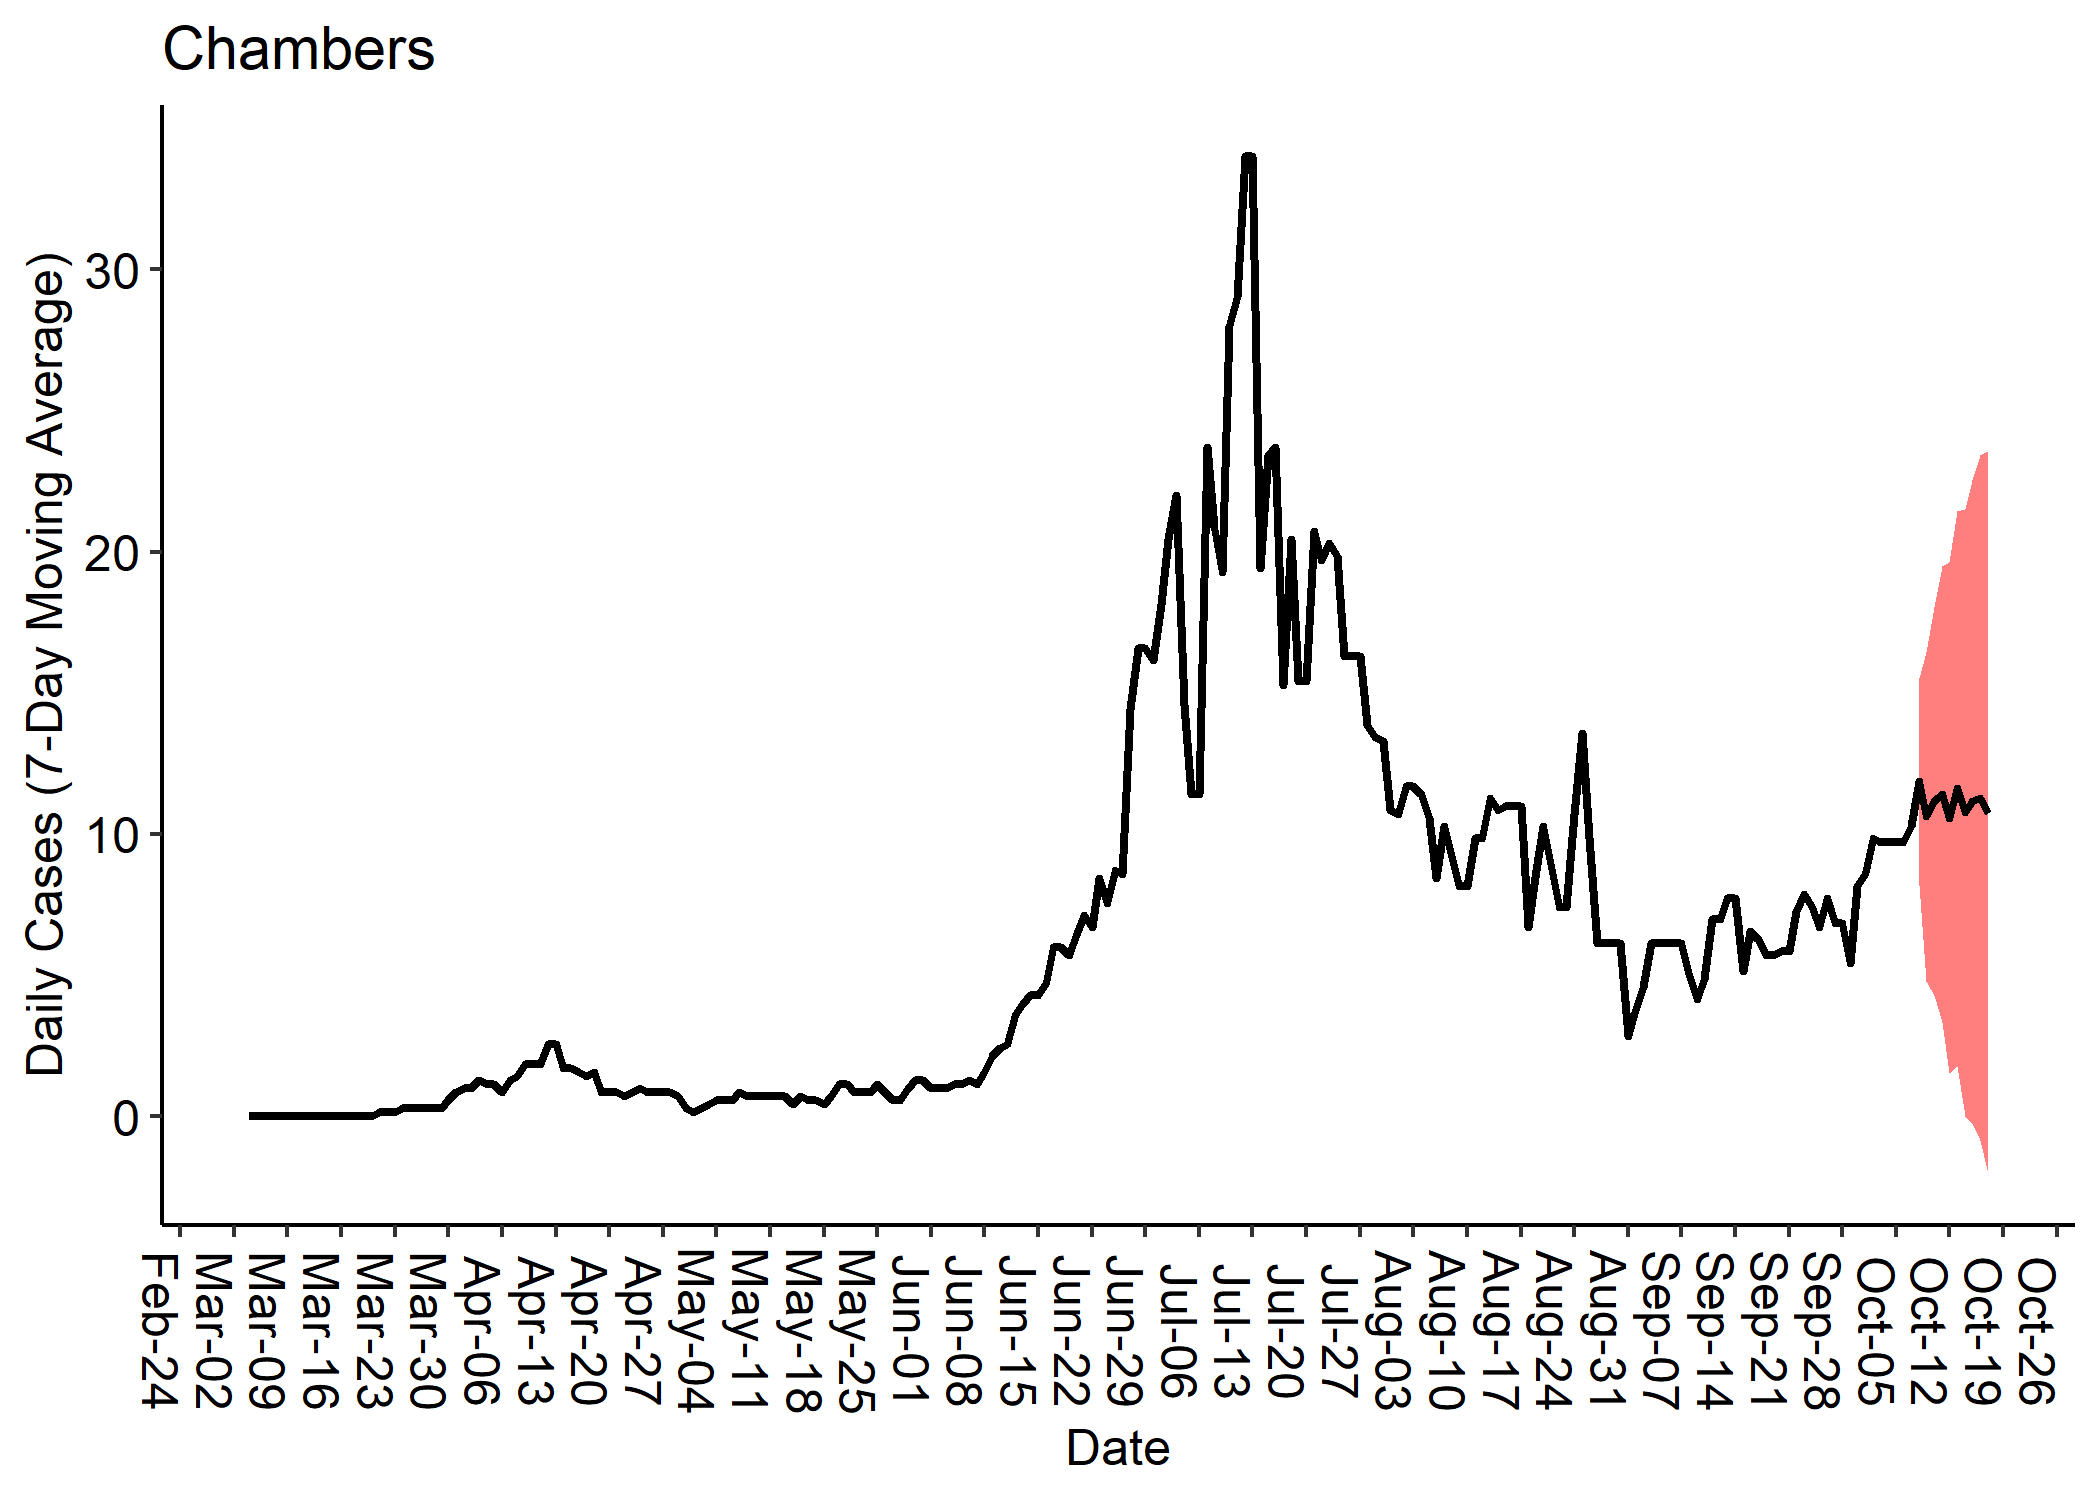 Chambers
Daily Cases (7-Day Moving Average)
30
20
10
0
Feb-24
Mar-02
Mar-09
Mar-16
Mar-23
Mar-30
Apr-06
Apr-13
Apr-20
Apr-27
May-04
May-11
May-18
May-25
Jun-01
Jun-08
Jun-15
Jun-22
Jun-29
Jul-06
Jul-13
Jul-20
Jul-27
Aug-03
Aug-10
Aug-17
Aug-24
Aug-31
Sep-07
Sep-14
Sep-21
Sep-28
Oct-05
Oct-12
Oct-19
Oct-26
Date